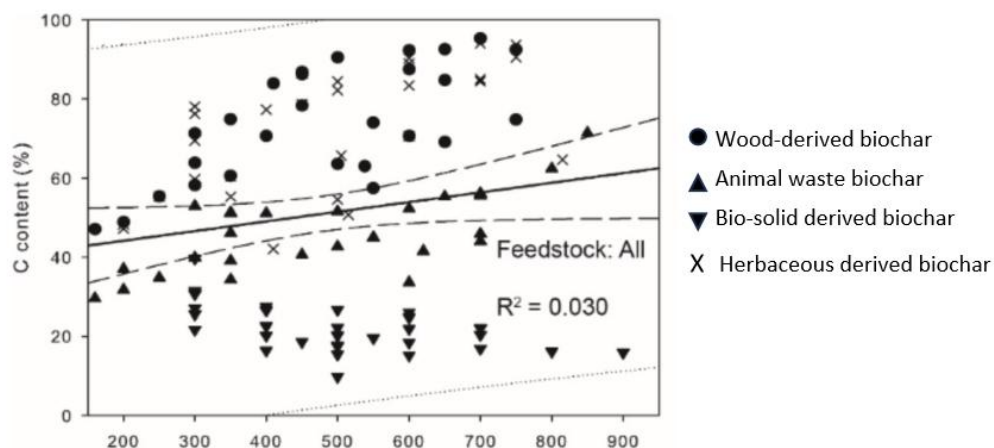 100
80
60
40
20
0
C content (%)
200 300 400 500 600 700 800 900
Feedstock: All
R² = 0.030
Wood-derived biochar
Animal waste biochar
Bio-solid derived biochar
X Herbaceous derived biochar